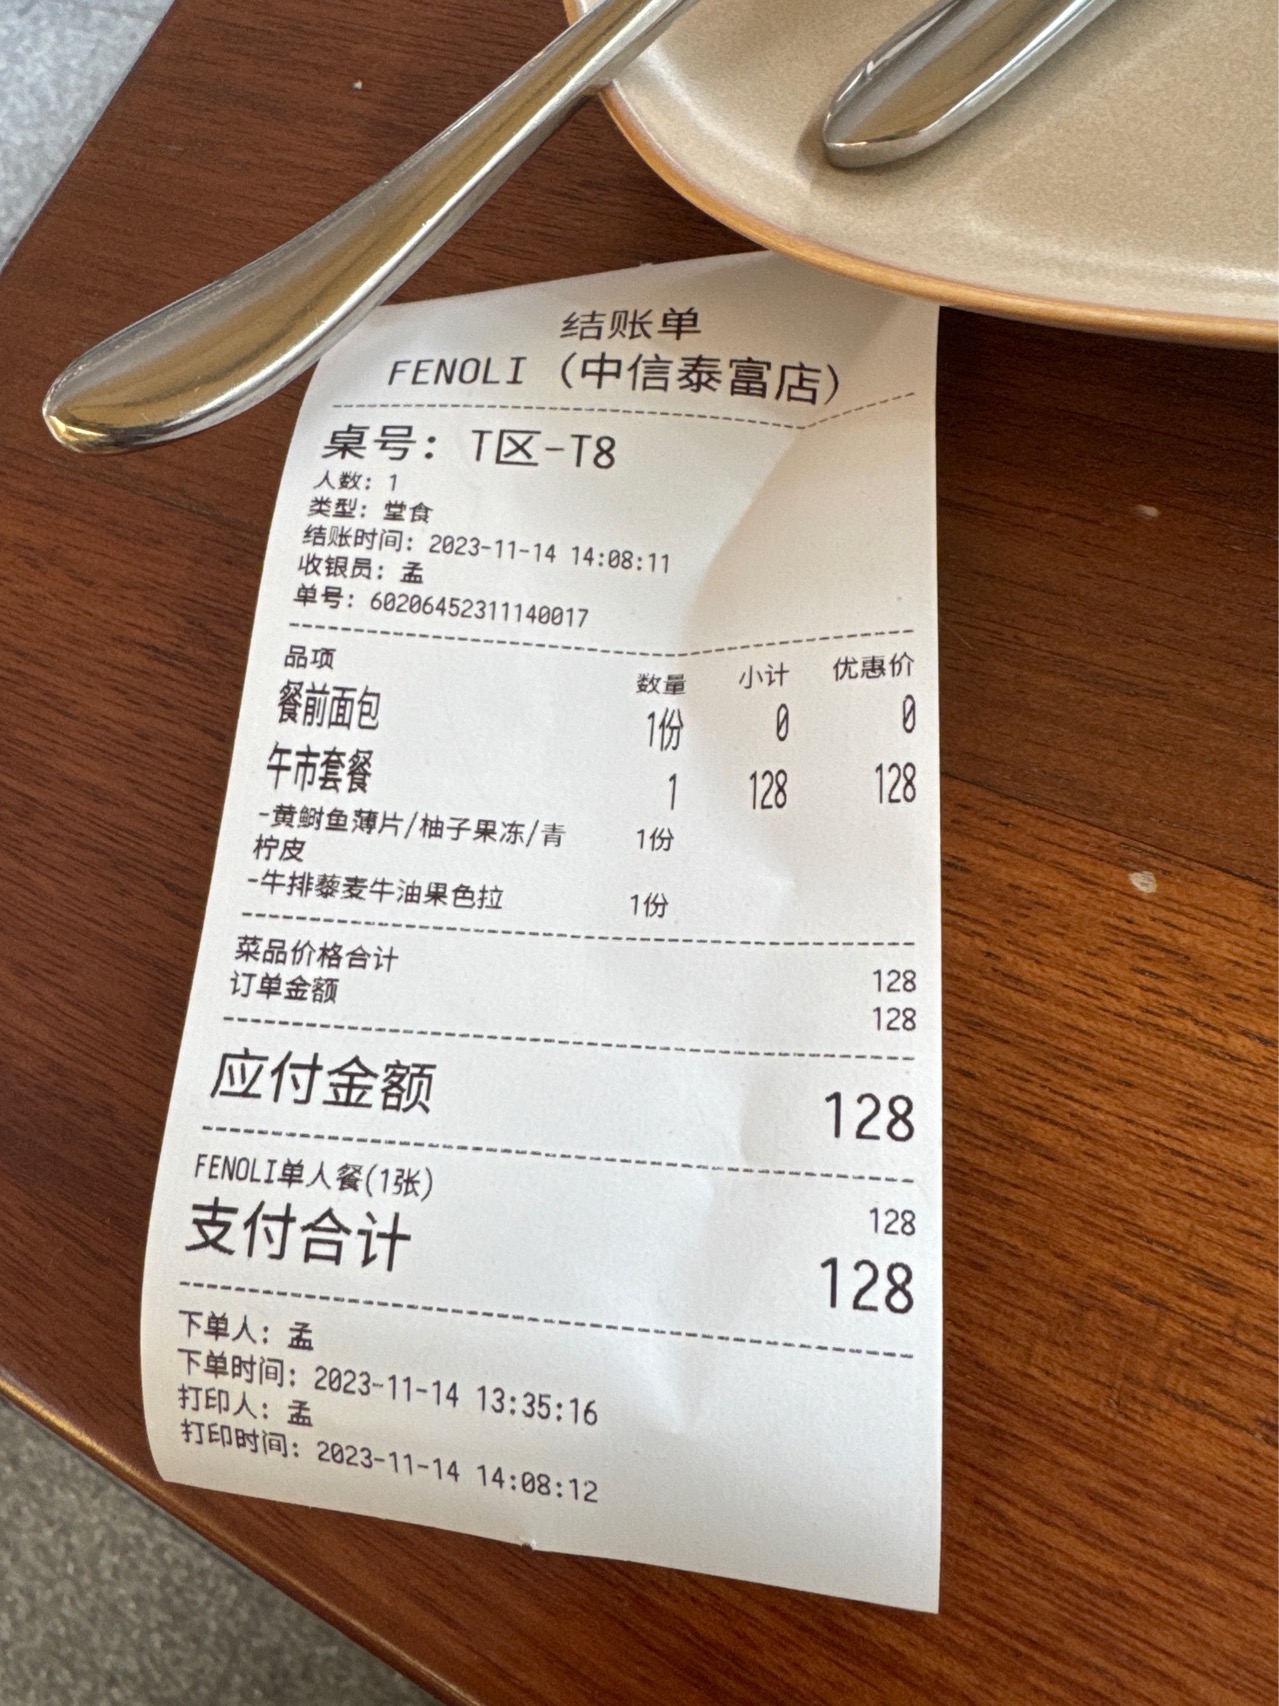 结账单
FENOLI (中信泰富店)
桌号: T区-T8
人数: 1
类型: 堂食
结账时间: 2023-11-14 14:08:11
收银员: 孟
单号: 60206452311140017
品项 数量 小计 优惠价
餐前面包 1份 0 0
午市套餐 1 128 128
-黄鲥鱼薄片/柚子果冻/青 1份
柠皮
-牛排藜麦牛油果色拉 1份
菜品价格合计 128
订单金额 128
应付金额 128
FENOLI单人餐(1张) 128
支付合计 128
下单人: 孟
下单时间: 2023-11-14 13:35:16
打印人: 孟
打印时间: 2023-11-14 14:08:12